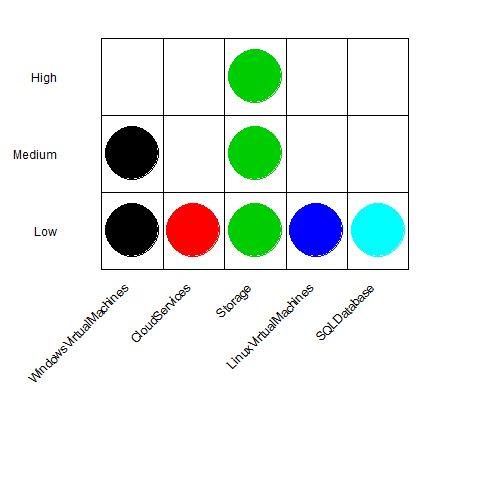 High
Medium
Low
WindowsVirtualMachines
CloudServices
Storage
LinuxVirtualMachines
SQLDatabase